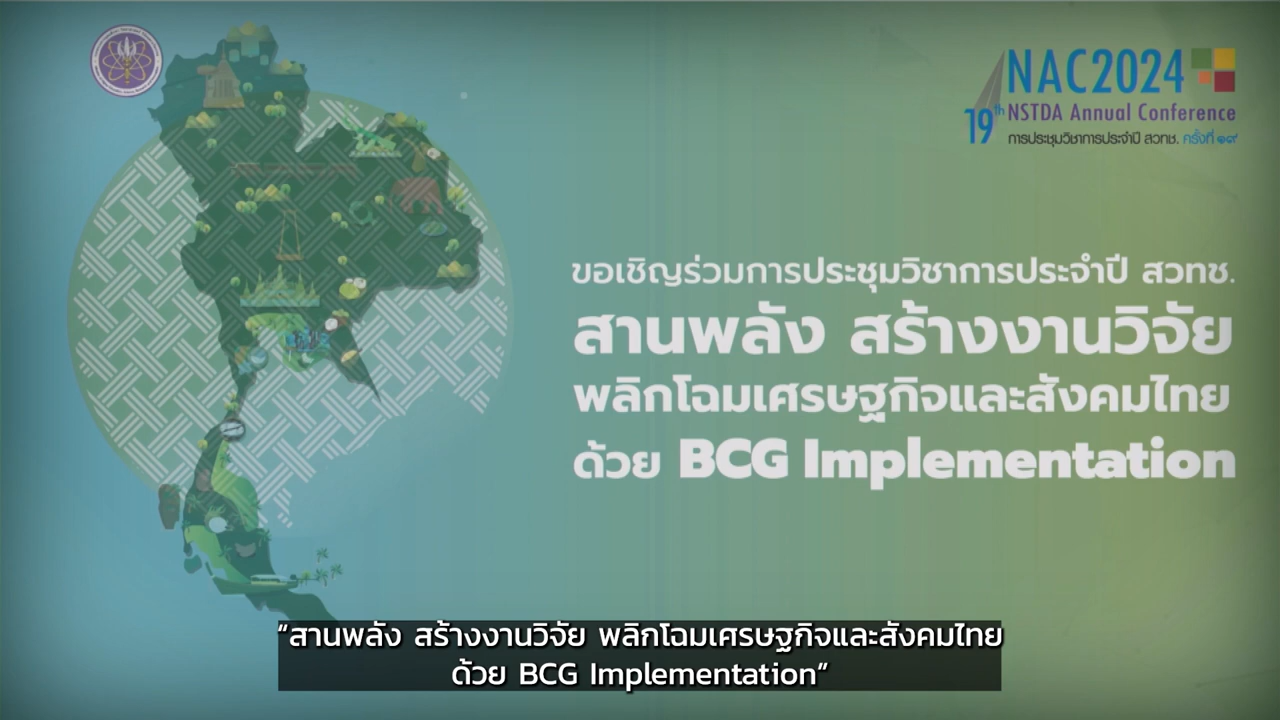 NAC2024
19th NSTDA Annual Conference
การประชุมวิชาการประจำปี สวทช. ครั้งที่ ๑๙
ขอเชิญร่วมการประชุมวิชาการประจำปี สวทช.
สานพลัง สร้างงานวิจัย
พลิกโฉมเศรษฐกิจและสังคมไทย
ด้วย BCG Implementation
“สานพลัง สร้างงานวิจัย พลิกโฉมเศรษฐกิจและสังคมไทย
ด้วย BCG Implementation”